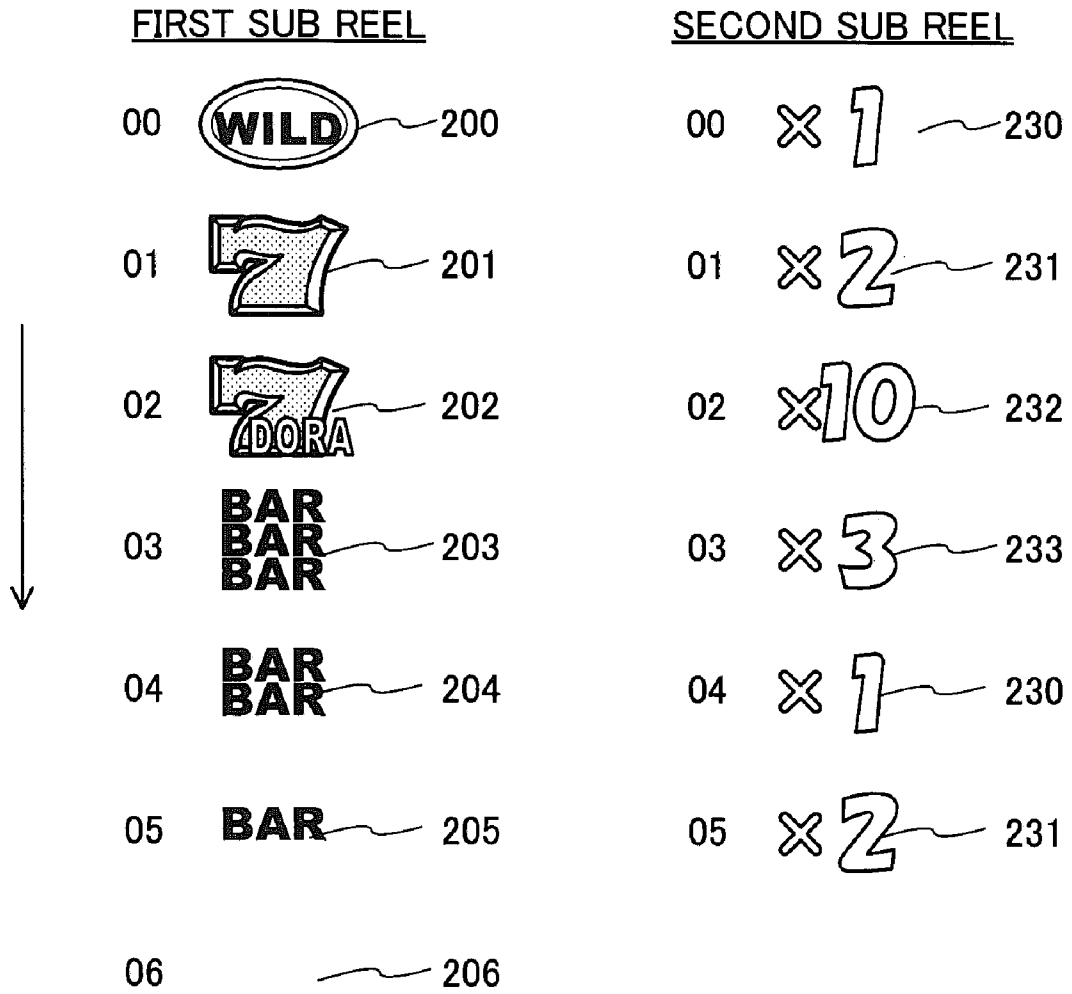 FIRST SUB REEL SECOND SUB REEL
00 WILD 200 00 ×1 230
01 7 201 01 ×2 231
02 7 DORA 202 02 ×10 232
BAR
03 BAR 203 03 ×3 233
BAR
BAR
04 BAR 204 04 ×1 230
05 BAR 205 05 ×2 231
06 206